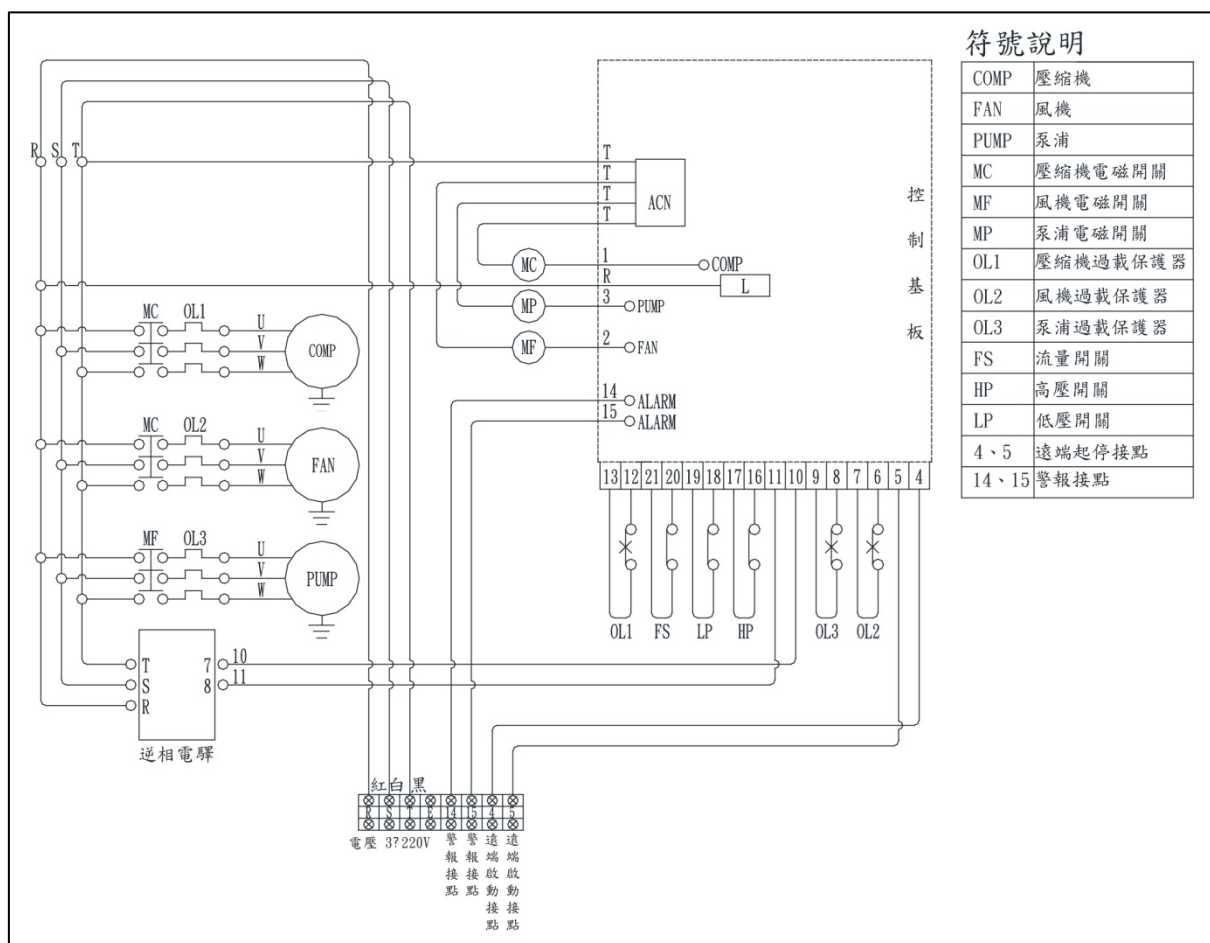 符號說明
COMP 壓縮機
FAN 風機
PUMP 泵浦
MC 壓縮機電磁開關
MF 風機電磁開關
MP 泵浦電磁開關
OL1 壓縮機過載保護器
OL2 風機過載保護器
OL3 泵浦過載保護器
FS 流量開關
HP 高壓開關
LP 低壓開關
4、5 遠端起停接點
14、15 警報接點
R S T
T
T
T
T
ACN
控制基板
MC 1 COMP
R L
MP 3 PUMP
MF 2 FAN
14 ALARM
15 ALARM
MC OL1 U
V
W
COMP
MC OL2 U
V
W
FAN
MF OL3 U
V
W
PUMP
13 12 21 20 19 18 17 16 11 10 9 8 7 6 5 4
OL1 FS LP HP OL3 OL2
T 7 10
S 8 11
R
逆相電驛
紅白黑
R S T E 14 15 4 5
電壓 3?220V
警報接點
警報接點
遠端啟動接點
遠端啟動接點